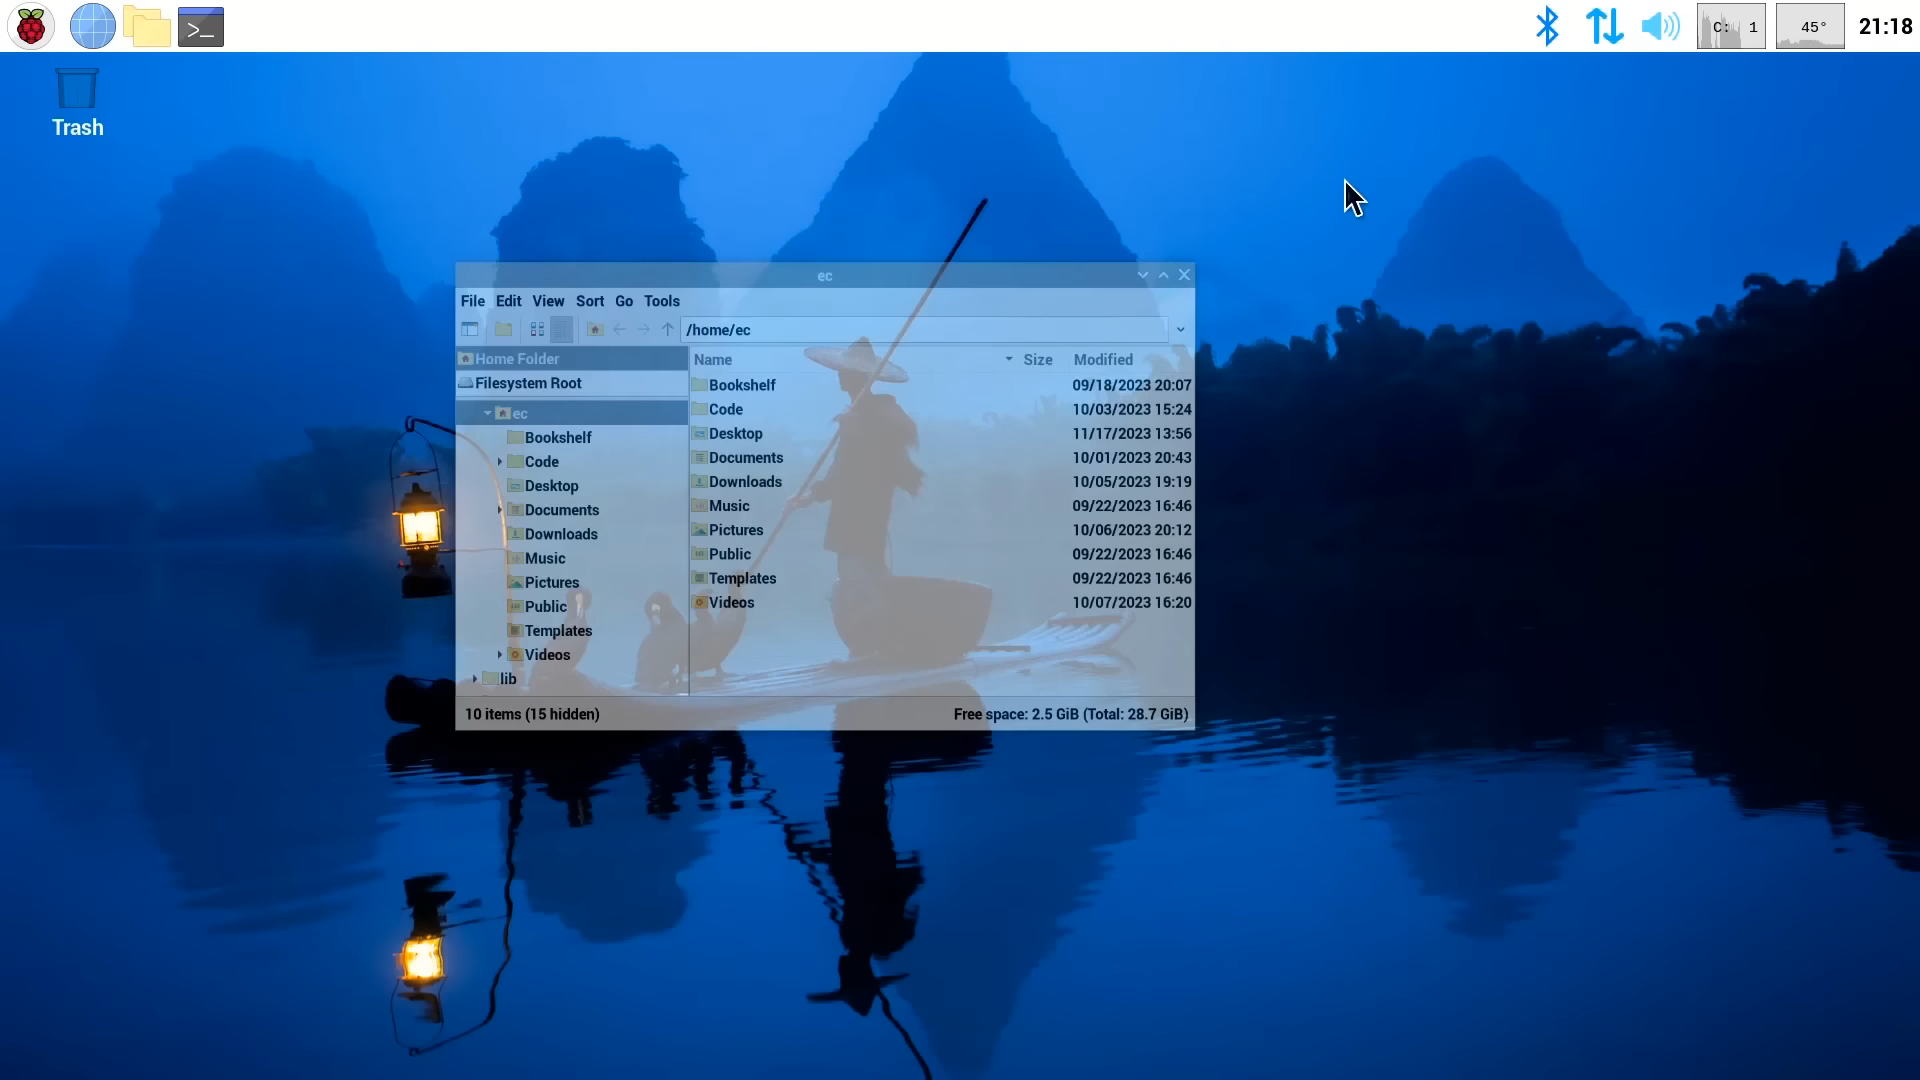 >_
C: 1
45°
21:18
Trash
ec
File Edit View Sort Go Tools
/home/ec
Home Folder
Filesystem Root
ec
Bookshelf
Code
Desktop
Documents
Downloads
Music
Pictures
Public
Templates
Videos
lib
Name Size Modified
Bookshelf 09/18/2023 20:07
Code 10/03/2023 15:24
Desktop 11/17/2023 13:56
Documents 10/01/2023 20:43
Downloads 10/05/2023 19:19
Music 09/22/2023 16:46
Pictures 10/06/2023 20:12
Public 09/22/2023 16:46
Templates 09/22/2023 16:46
Videos 10/07/2023 16:20
10 items (15 hidden)
Free space: 2.5 GiB (Total: 28.7 GiB)